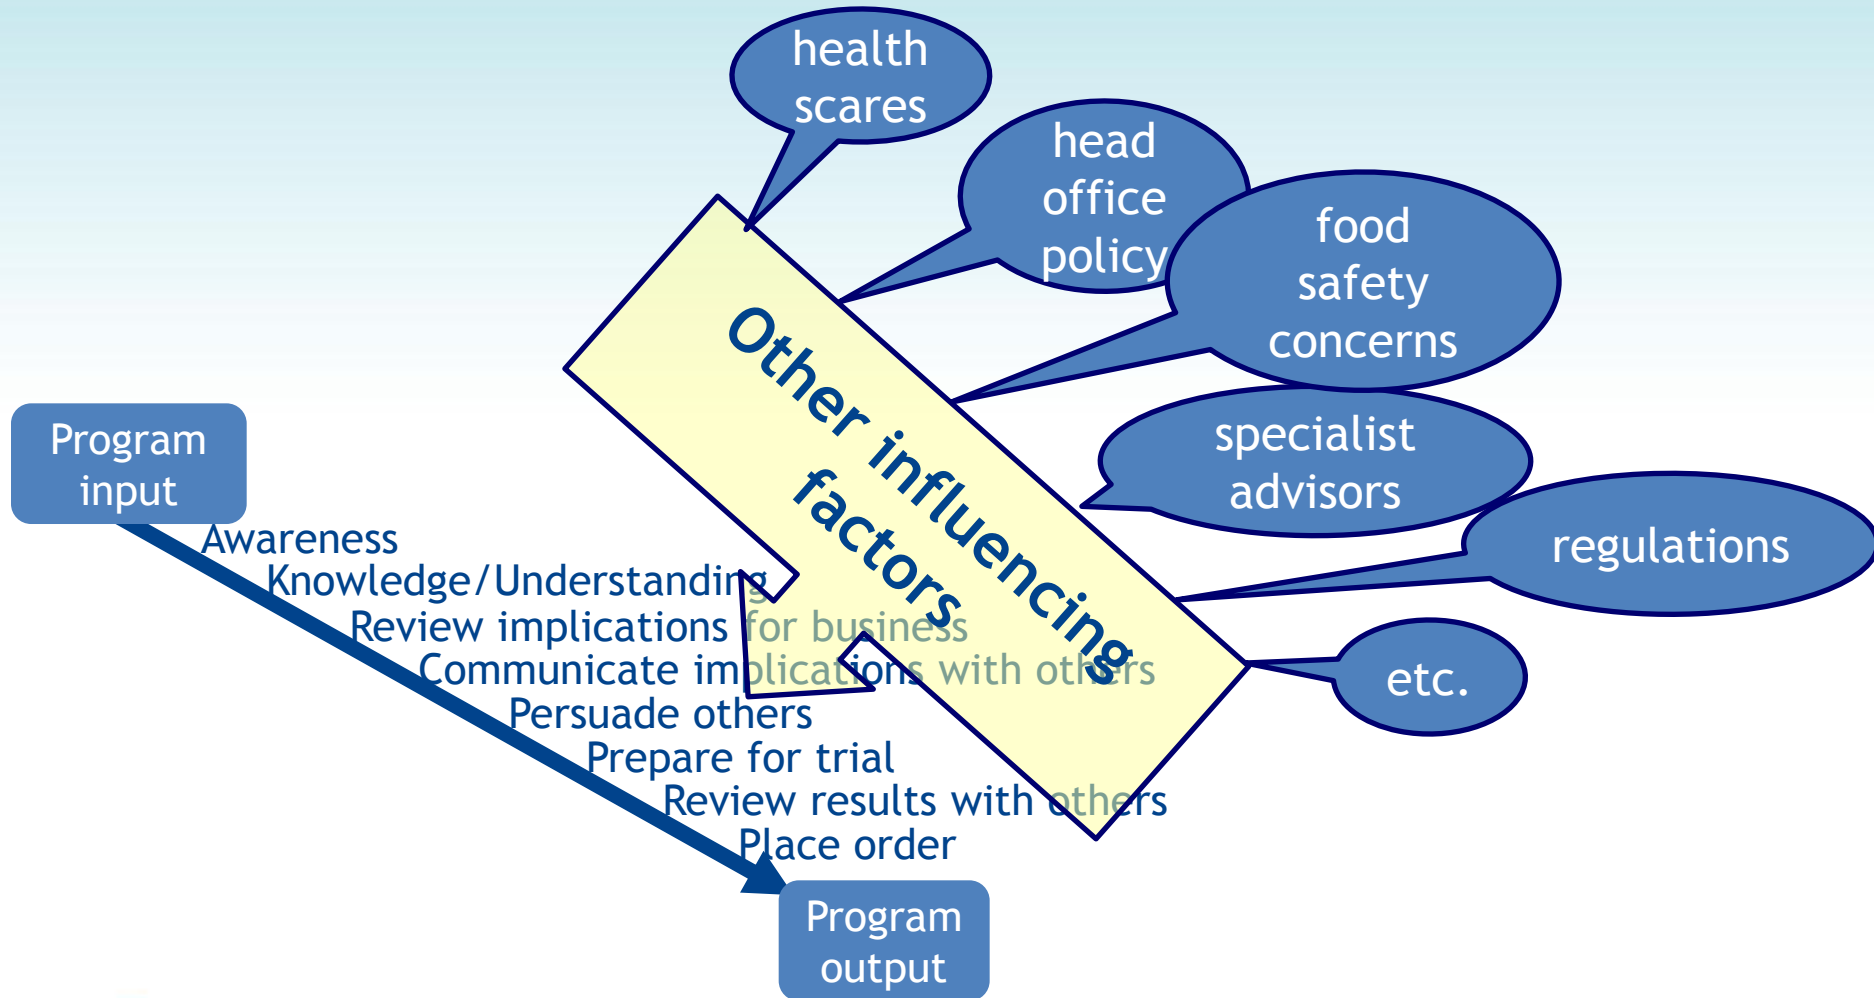 health
scares
head
office
policy
food
safety
concerns
specialist
advisors
regulations
etc.
Other influencing
factors
Program
input
Awareness
Knowledge/Understanding
Review implications for business
Communicate implications with others
Persuade others
Prepare for trial
Review results with others
Place order
Program
output